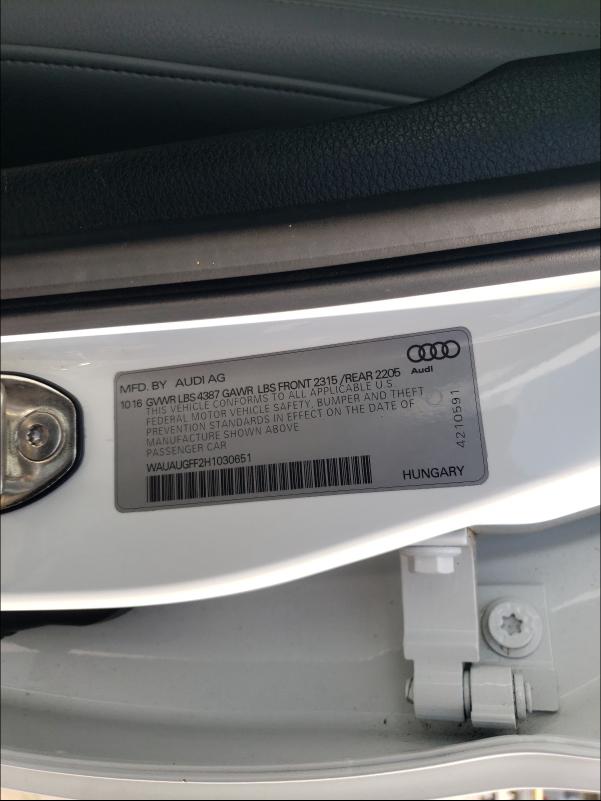 MFD. BY AUDI AG
10 16 GVWR LBS 4387 GAWR LBS FRONT 2315 /REAR 2205
THIS VEHICLE CONFORMS TO ALL APPLICABLE U.S.
FEDERAL MOTOR VEHICLE SAFETY, BUMPER AND THEFT
PREVENTION STANDARDS IN EFFECT ON THE DATE OF
MANUFACTURE SHOWN ABOVE
PASSENGER CAR
WAUAUGFF2H1030651
Audi
4210591
HUNGARY